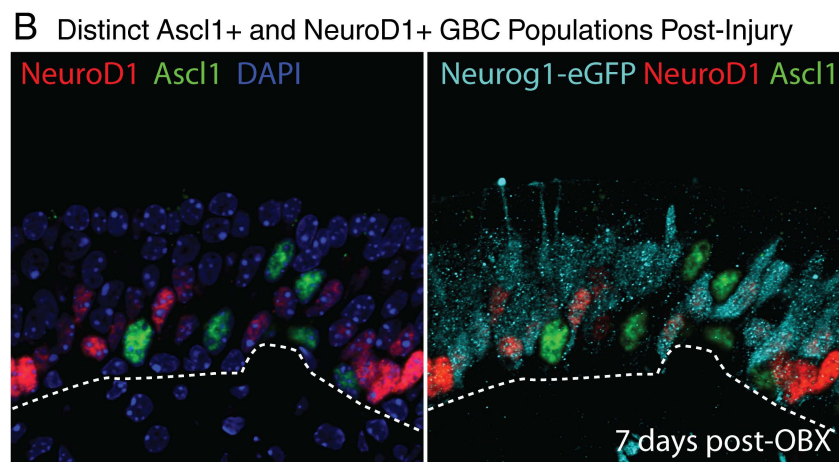 B Distinct Ascl1+ and NeuroD1+ GBC Populations Post-Injury
NeuroD1 Ascl1 DAPI
Neurog1-eGFP NeuroD1 Ascl1
7 days post-OBX